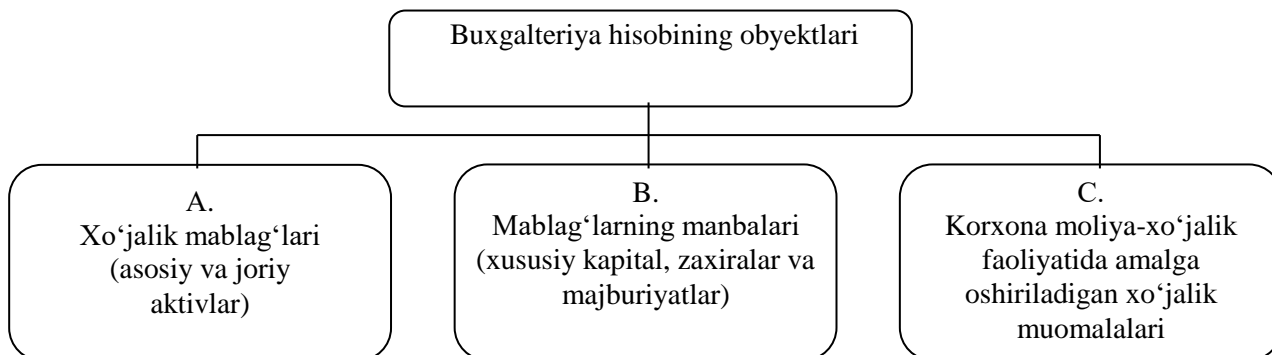 Buxgalteriya hisobining obyektlari
A.
Xo‘jalik mablag‘lari
(asosiy va joriy
aktivlar)
B.
Mablag‘larning manbalari
(xususiy kapital, zaxiralar va
majburiyatlar)
C.
Korxona moliya-xo‘jalik
faoliyatida amalga
oshiriladigan xo‘jalik
muomalalari